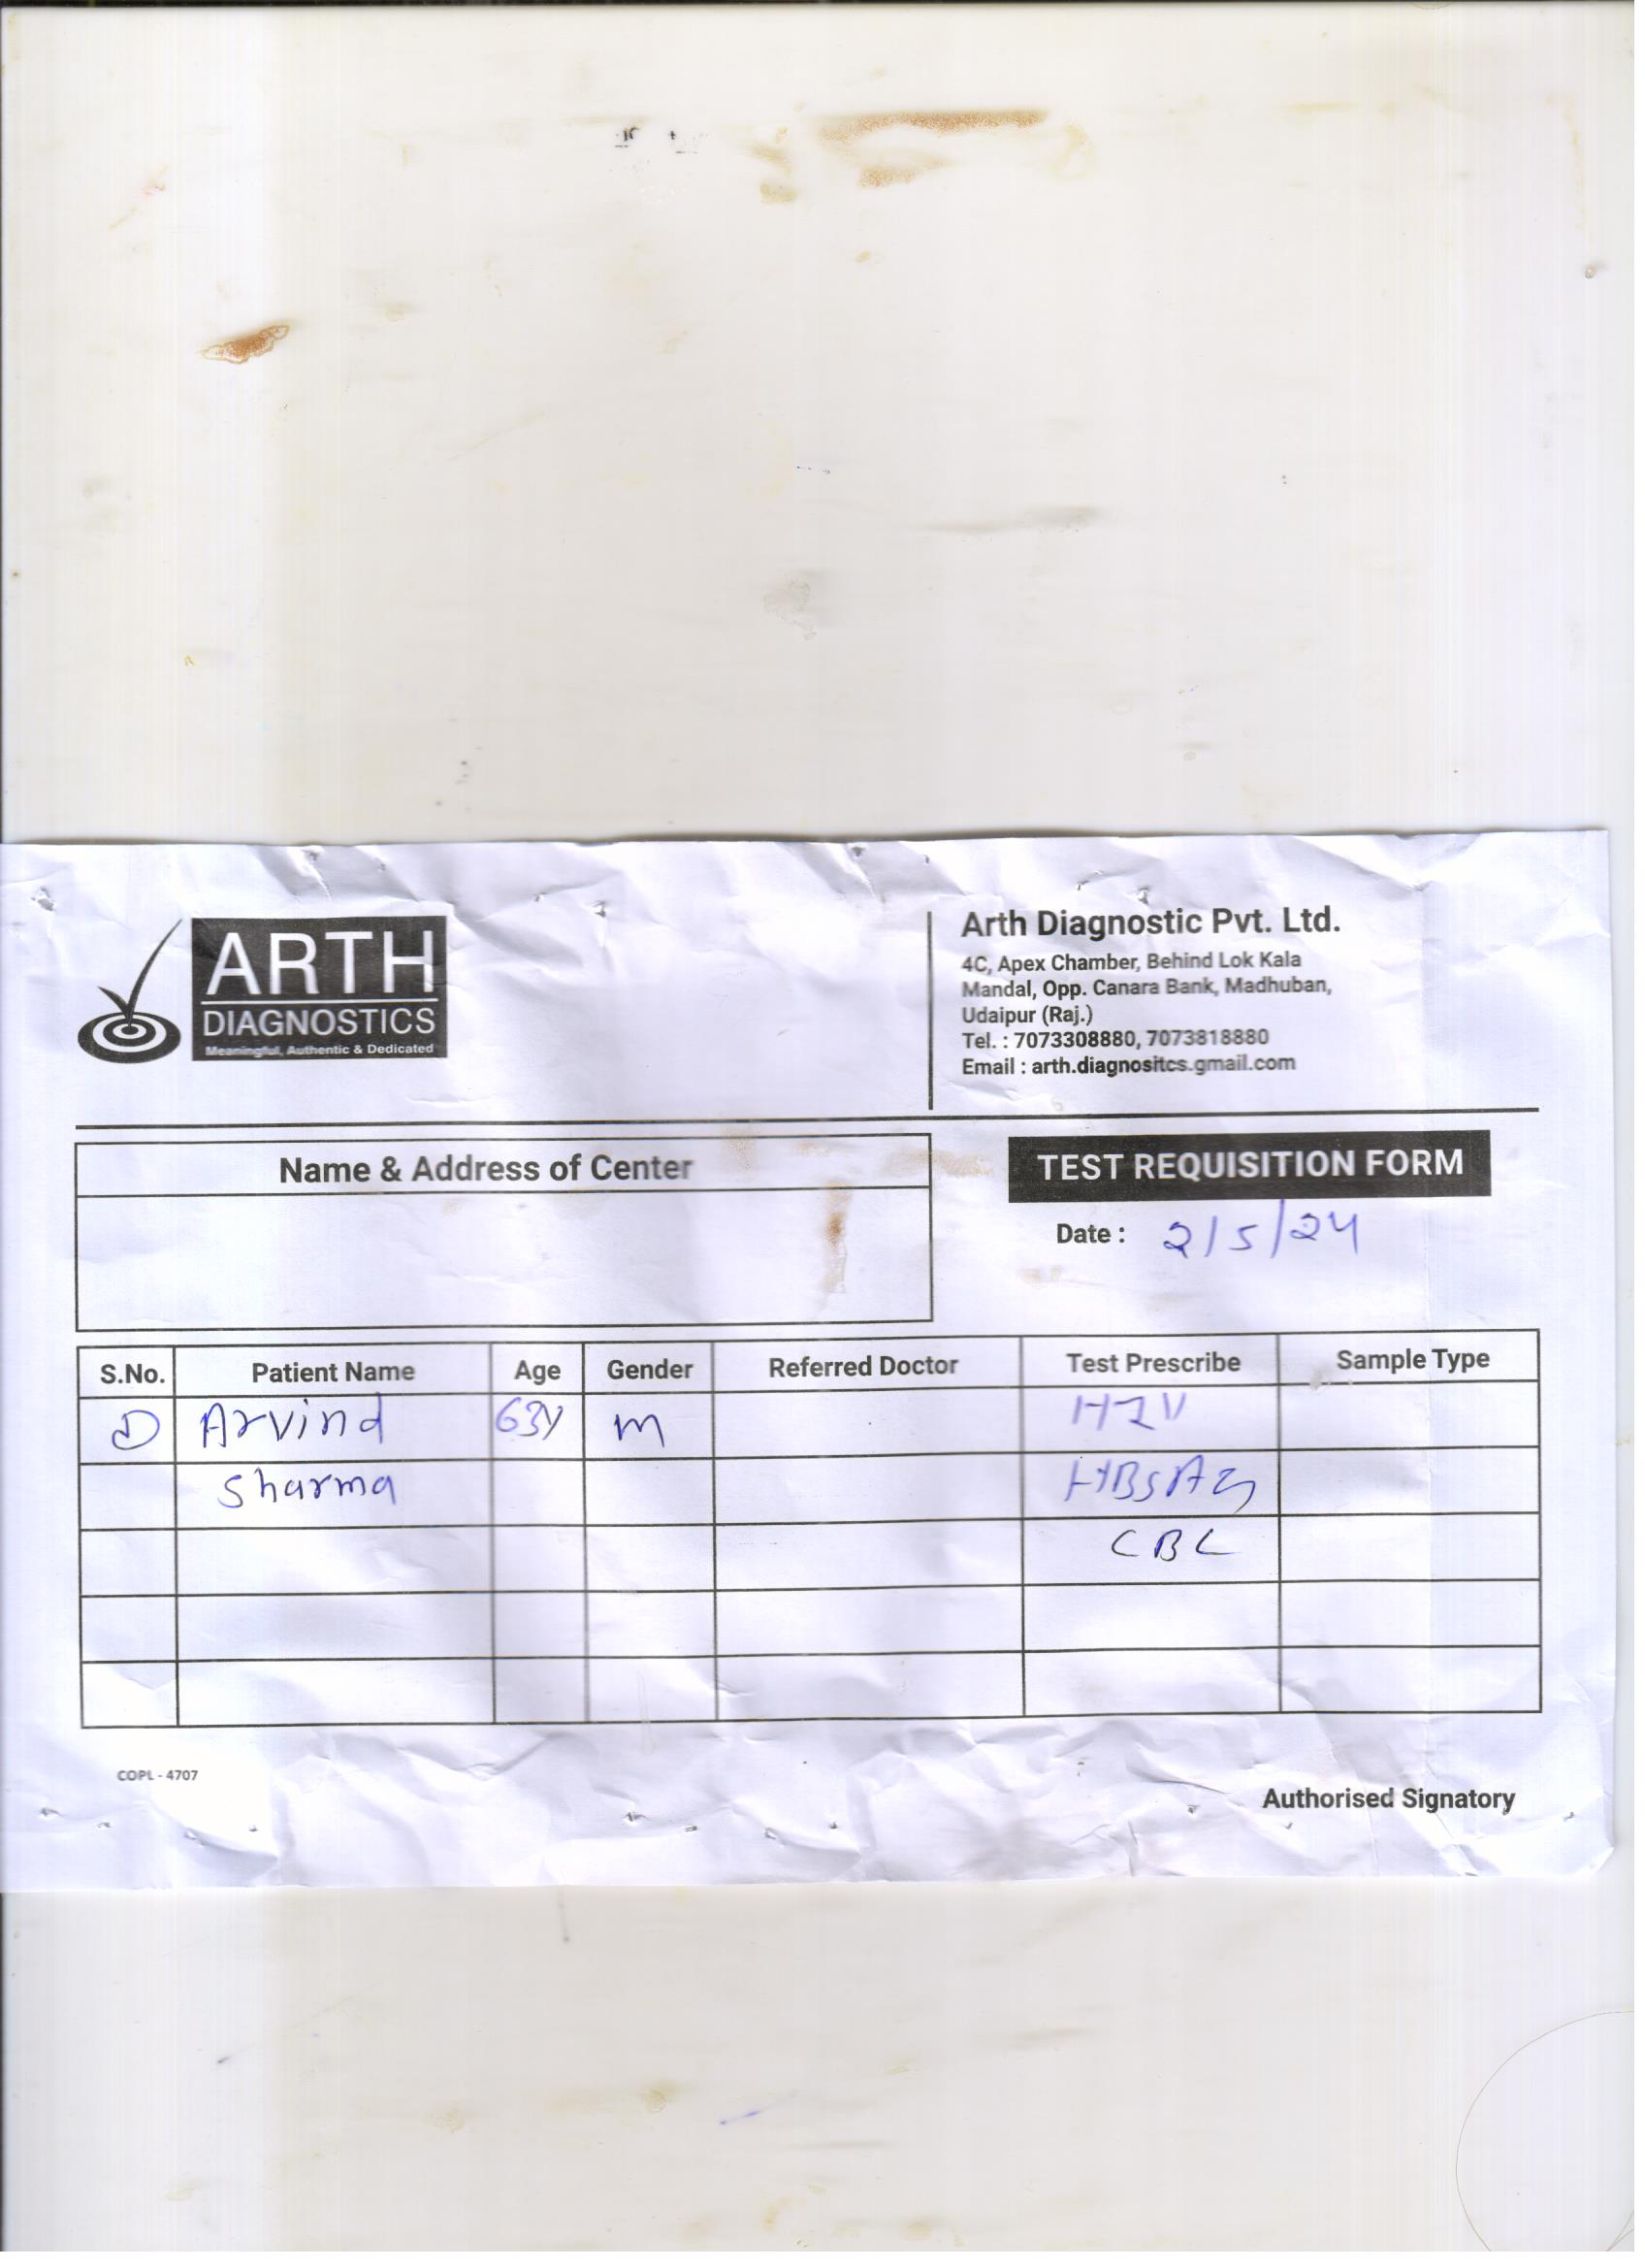 ARTH
DIAGNOSTICS
Meaningful, Authentic & Dedicated
Arth Diagnostic Pvt. Ltd.
4C, Apex Chamber, Behind Lok Kala
Mandal, Opp. Canara Bank, Madhuban,
Udaipur (Raj.)
Tel. : 7073308880, 7073818880
Email : arth.diagnositcs.gmail.com
Name & Address of Center
TEST REQUISITION FORM
Date : 2/5/24
S.No. Patient Name Age Gender Referred Doctor Test Prescribe Sample Type
Arvind 63Y M HIV
Sharma HBSAg
CBC
COPL - 4707
Authorised Signatory